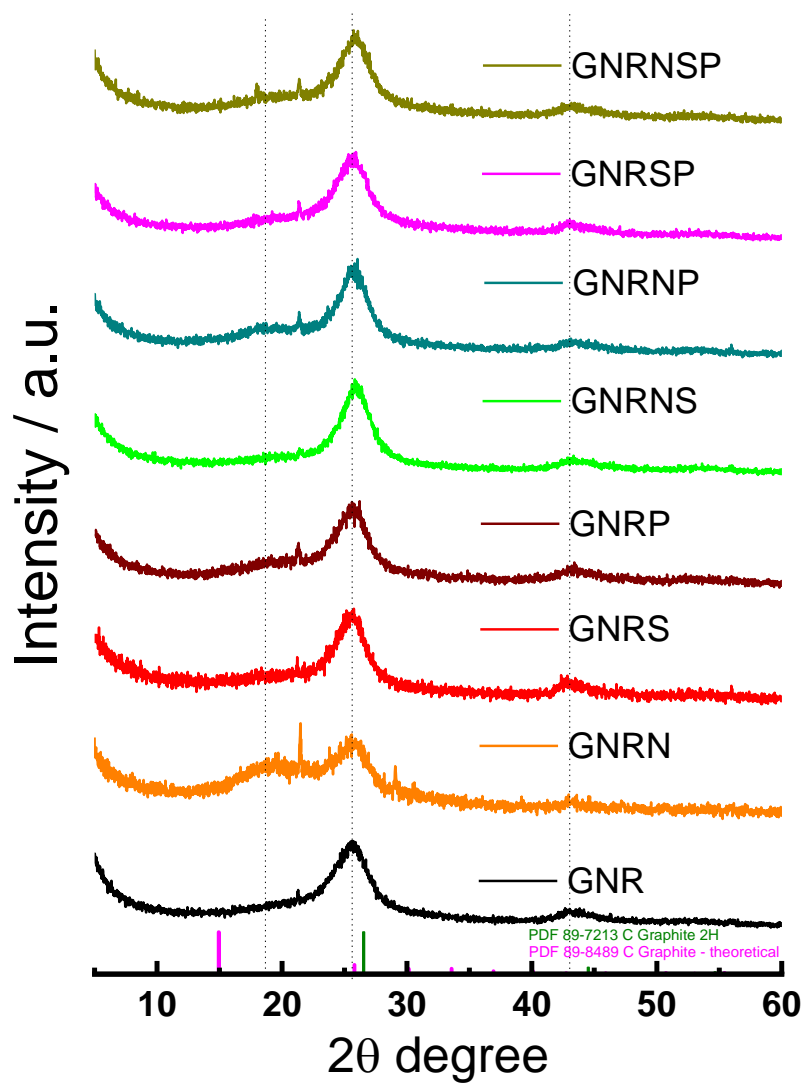 GNRNSP
GNRSP
GNRNP
GNRNS
GNRP
GNRS
GNRN
GNR
PDF 89-7213 C Graphite 2H
PDF 89-8489 C Graphite - theoretical
Intensity / a.u.
10 20 30 40 50 60
2θ degree